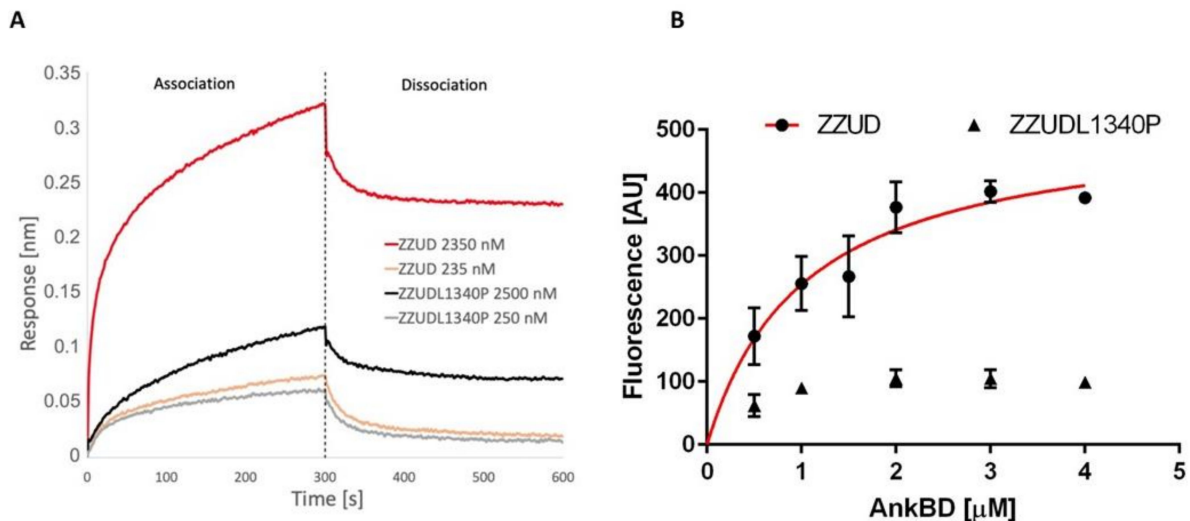 A
Response [nm]
0.35
0.3
0.25
0.2
0.15
0.1
0.05
0
Association
Dissociation
ZZUD 2350 nM
ZZUD 235 nM
ZZUDL1340P 2500 nM
ZZUDL1340P 250 nM
0 100 200 300 400 500 600
Time [s]
B
ZZUD ZZUDL1340P
Fluorescence [AU]
500
400
300
200
100
0
0 1 2 3 4 5
AnkBD [μM]